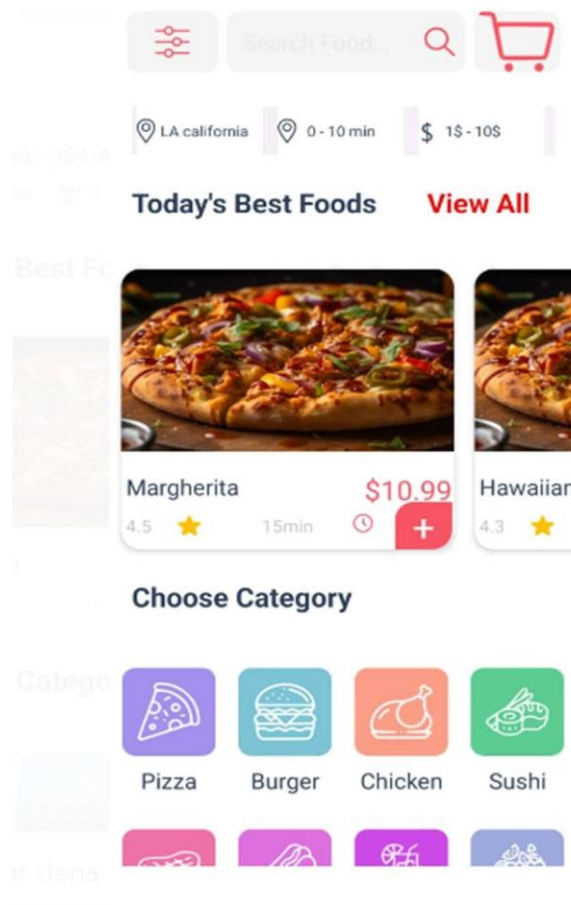 Search Food...
LA california 0 - 10 min $ 1$ - 10$
Today's Best Foods View All
Margherita
$10.99
4.5 15min +
Hawaiian
4.3
Choose Category
Pizza Burger Chicken Sushi